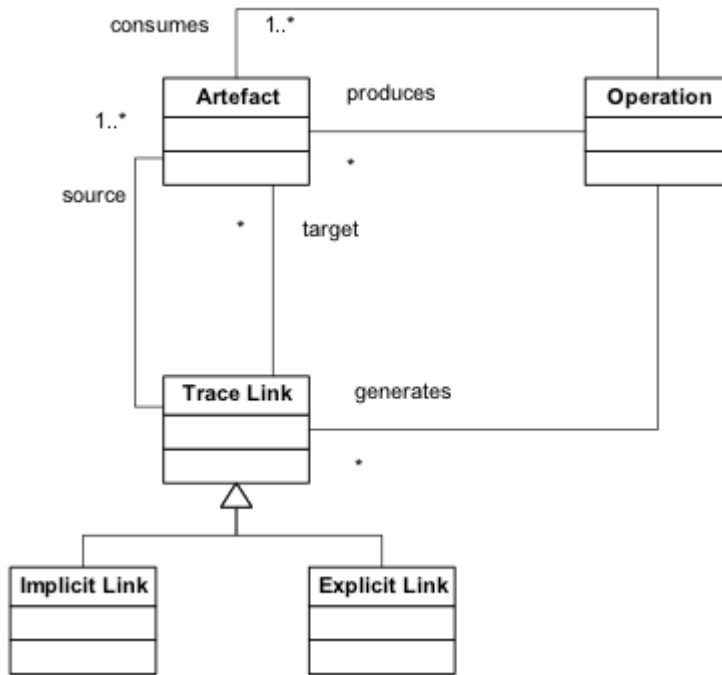 consumes
1..*
Artefact
produces
Operation
1..*
*
source
*
target
Trace Link
generates
*
Implicit Link
Explicit Link